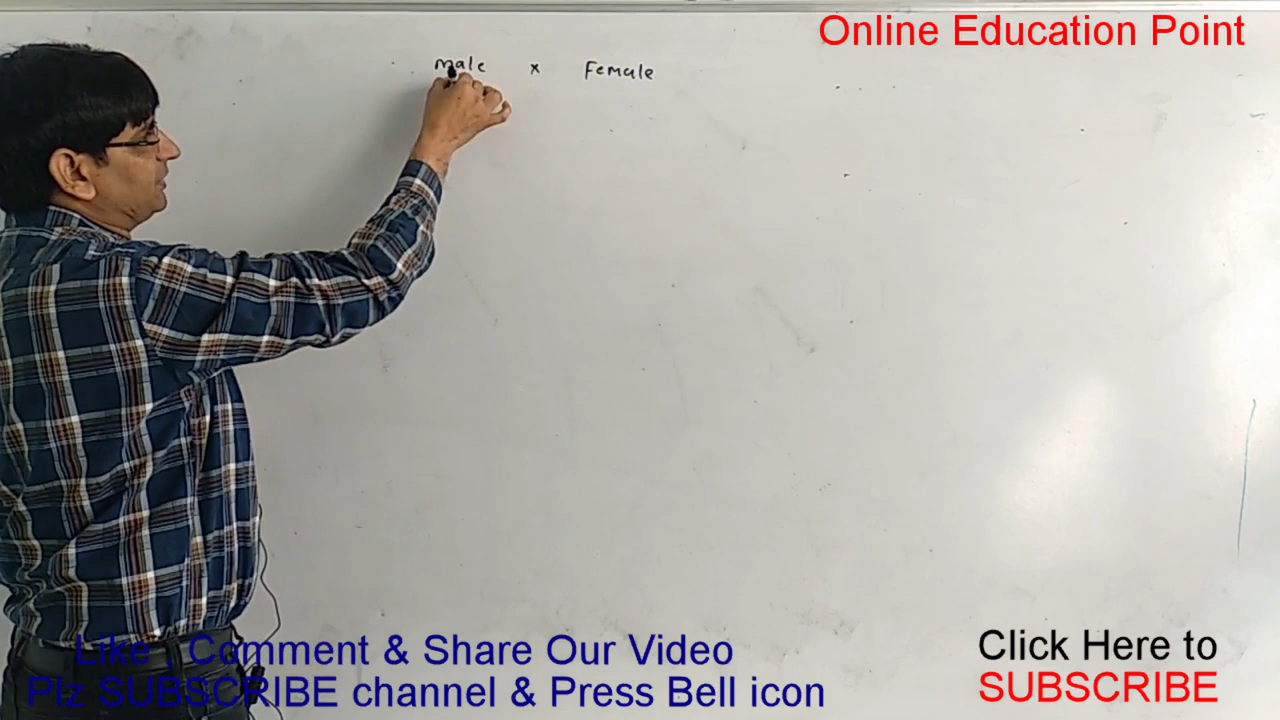 Online Education Point
male x Female
Like , Comment & Share Our Video
Plz SUBSCRIBE channel & Press Bell icon
Click Here to
SUBSCRIBE